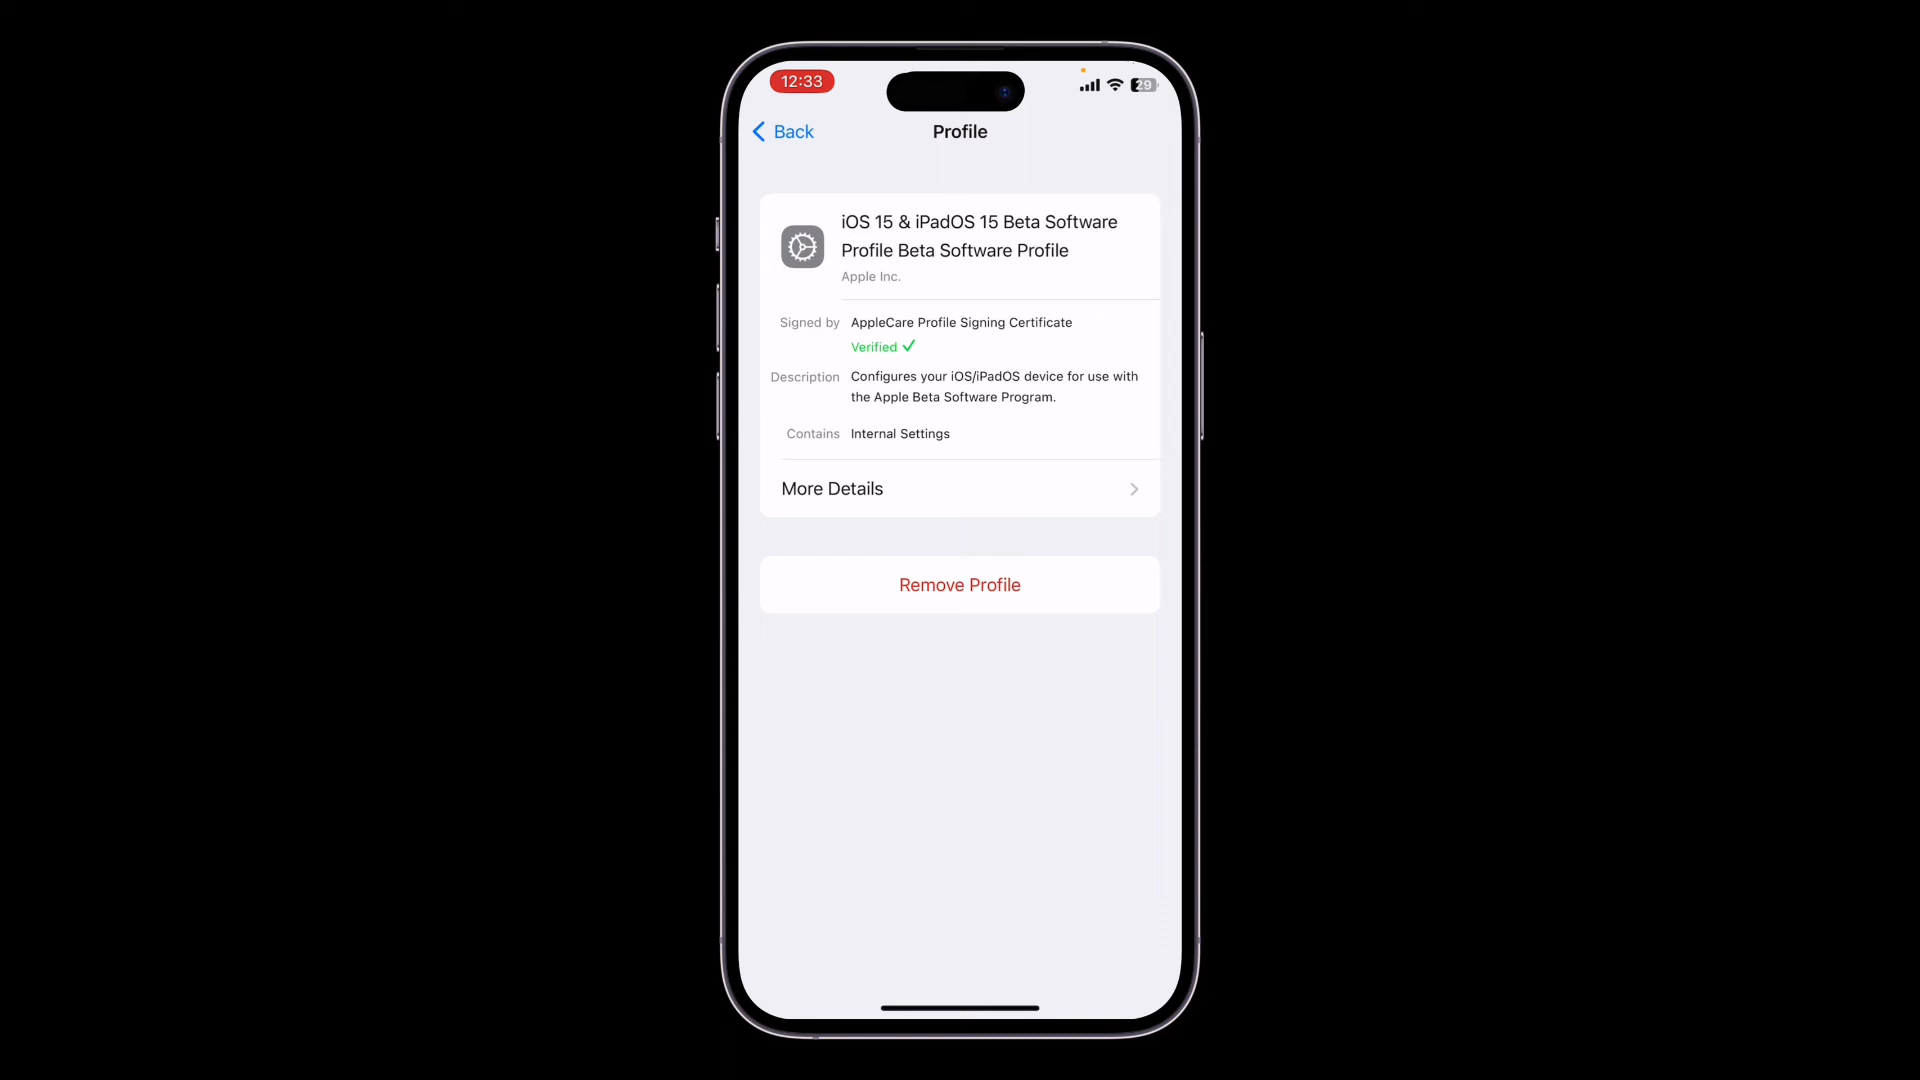 12:33
29
Back
Profile
iOS 15 & iPadOS 15 Beta Software
Profile Beta Software Profile
Apple Inc.
Signed by AppleCare Profile Signing Certificate
Verified
Description Configures your iOS/iPadOS device for use with
the Apple Beta Software Program.
Contains Internal Settings
More Details
Remove Profile